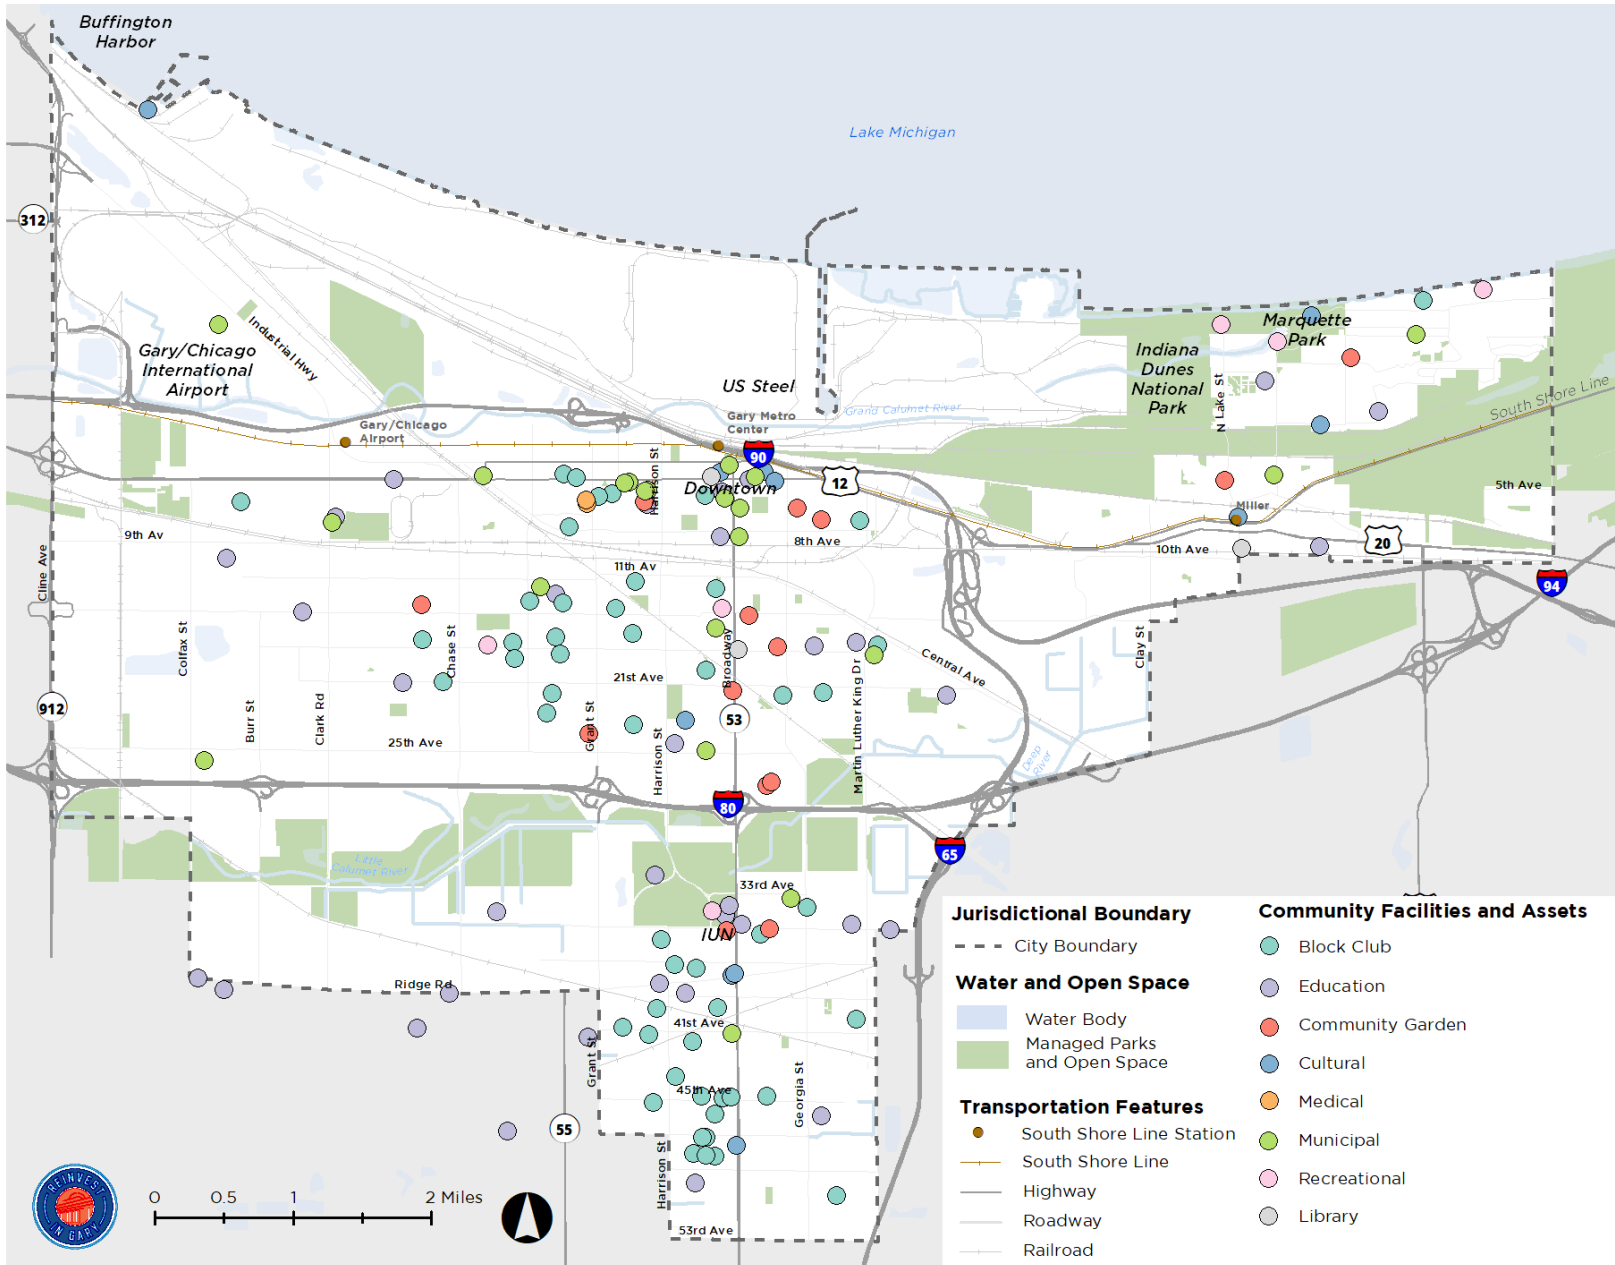 Buffington
Harbor
Lake Michigan
312
Industrial Hwy
Gary/Chicago
International
Airport
Marquette
Park
Indiana
Dunes
National
Park
N Lake St
South Shore Line
US Steel
Grand Calumet River
Gary Metro
Center
Gary/Chicago
Airport
90
12
Harrison St
Downtown
5th Ave
Miller
9th Av
8th Ave
10th Ave
20
Cline Ave
11th Av
94
Colfax St
Chase St
Broadway
Clay St
Central Ave
21st Ave
Martin Luther King Dr
912
Burr St
Clark Rd
Grant St
53
25th Ave
Harrison St
Deep
River
80
65
Little
Calumet River
33rd Ave
IUN
Ridge Rd
41st Ave
Grant St
45th Ave
Georgia St
55
Harrison St
53rd Ave
REINVEST
IN GARY
0 0.5 1 2 Miles
Jurisdictional Boundary
City Boundary
Water and Open Space
Water Body
Managed Parks
and Open Space
Transportation Features
South Shore Line Station
South Shore Line
Highway
Roadway
Railroad
Community Facilities and Assets
Block Club
Education
Community Garden
Cultural
Medical
Municipal
Recreational
Library